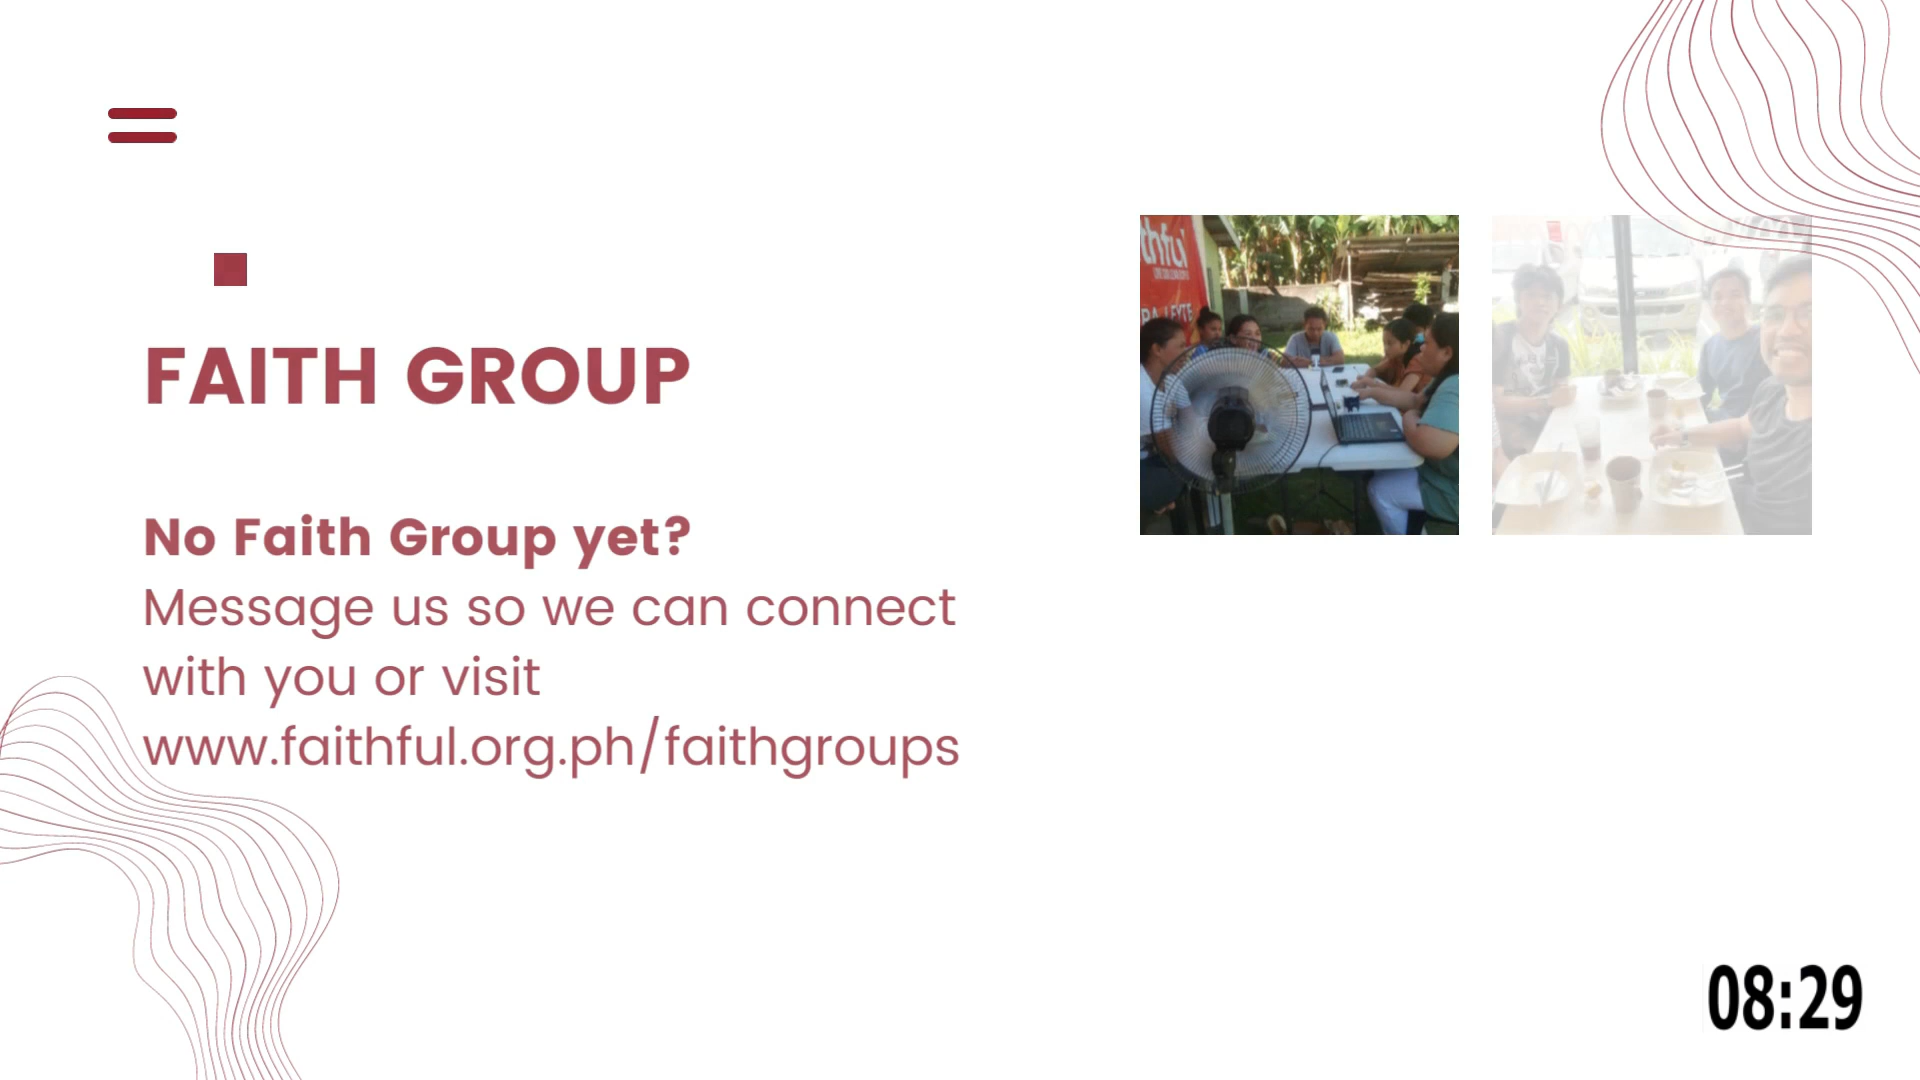 FAITH GROUP
No Faith Group yet?
Message us so we can connect
with you or visit
www.faithful.org.ph/faithgroups
thful
08:29